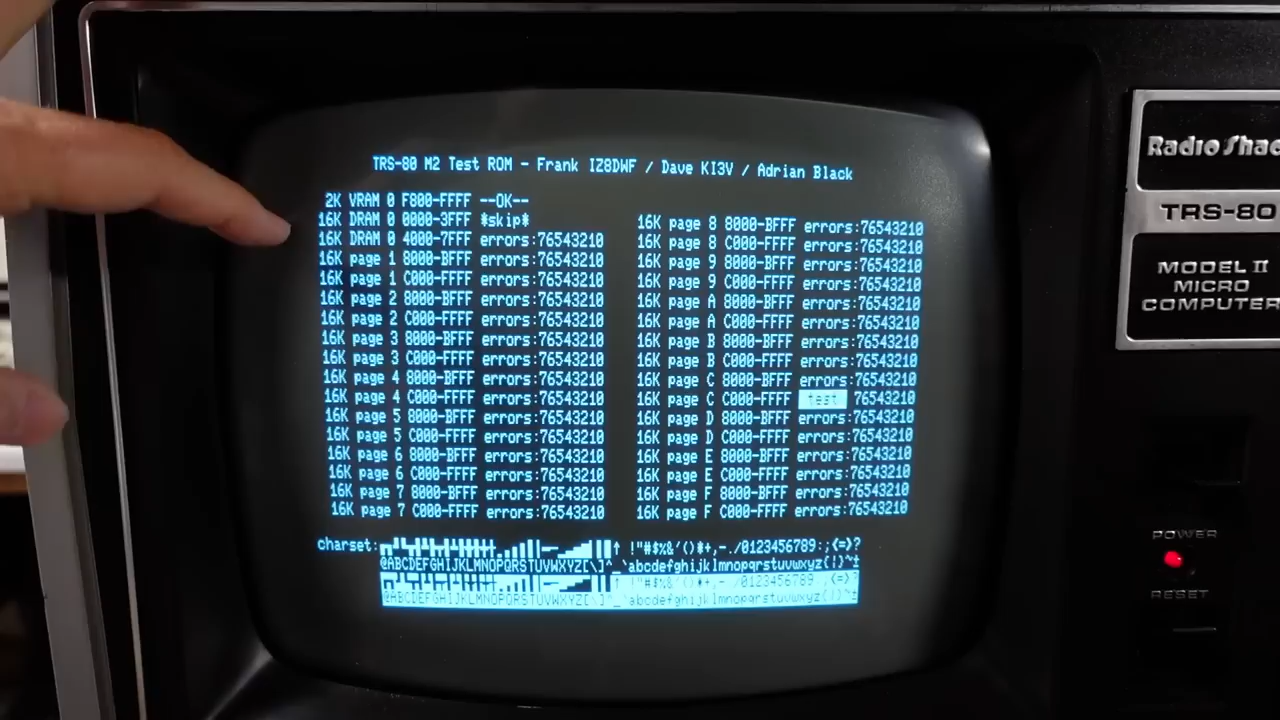 TRS-80 M2 Test ROM - Frank IZ8DWF / Dave KI3V / Adrian Black
2K VRAM 0 F800-FFFF --OK--
16K DRAM 0 0000-3FFF *skip*
16K DRAM 0 4000-7FFF errors:76543210
16K page 1 8000-BFFF errors:76543210
16K page 1 C000-FFFF errors:76543210
16K page 2 8000-BFFF errors:76543210
16K page 2 C000-FFFF errors:76543210
16K page 3 8000-BFFF errors:76543210
16K page 3 C000-FFFF errors:76543210
16K page 4 8000-BFFF errors:76543210
16K page 4 C000-FFFF errors:76543210
16K page 5 8000-BFFF errors:76543210
16K page 5 C000-FFFF errors:76543210
16K page 6 8000-BFFF errors:76543210
16K page 6 C000-FFFF errors:76543210
16K page 7 8000-BFFF errors:76543210
16K page 7 C000-FFFF errors:76543210
16K page 8 8000-BFFF errors:76543210
16K page 8 C000-FFFF errors:76543210
16K page 9 8000-BFFF errors:76543210
16K page 9 C000-FFFF errors:76543210
16K page A 8000-BFFF errors:76543210
16K page A C000-FFFF errors:76543210
16K page B 8000-BFFF errors:76543210
16K page B C000-FFFF errors:76543210
16K page C 8000-BFFF errors:76543210
16K page C C000-FFFF test 76543210
16K page D 8000-BFFF errors:76543210
16K page D C000-FFFF errors:76543210
16K page E 8000-BFFF errors:76543210
16K page E C000-FFFF errors:76543210
16K page F 8000-BFFF errors:76543210
16K page F C000-FFFF errors:76543210
charset: ↑ !"#$%&'()*+,-./0123456789:;<=>?
@ABCDEFGHIJKLMNOPQRSTUVWXYZ[\]^_`abcdefghijklmnopqrstuvwxyz{¦}~±
↑ !"#$%&'()*+,-./0123456789:;<=>?
@ABCDEFGHIJKLMNOPQRSTUVWXYZ[\]^_`abcdefghijklmnopqrstuvwxyz{¦}~±
Radio Shac
TRS-80
MODEL II
MICRO
COMPUTER
POWER
RESET